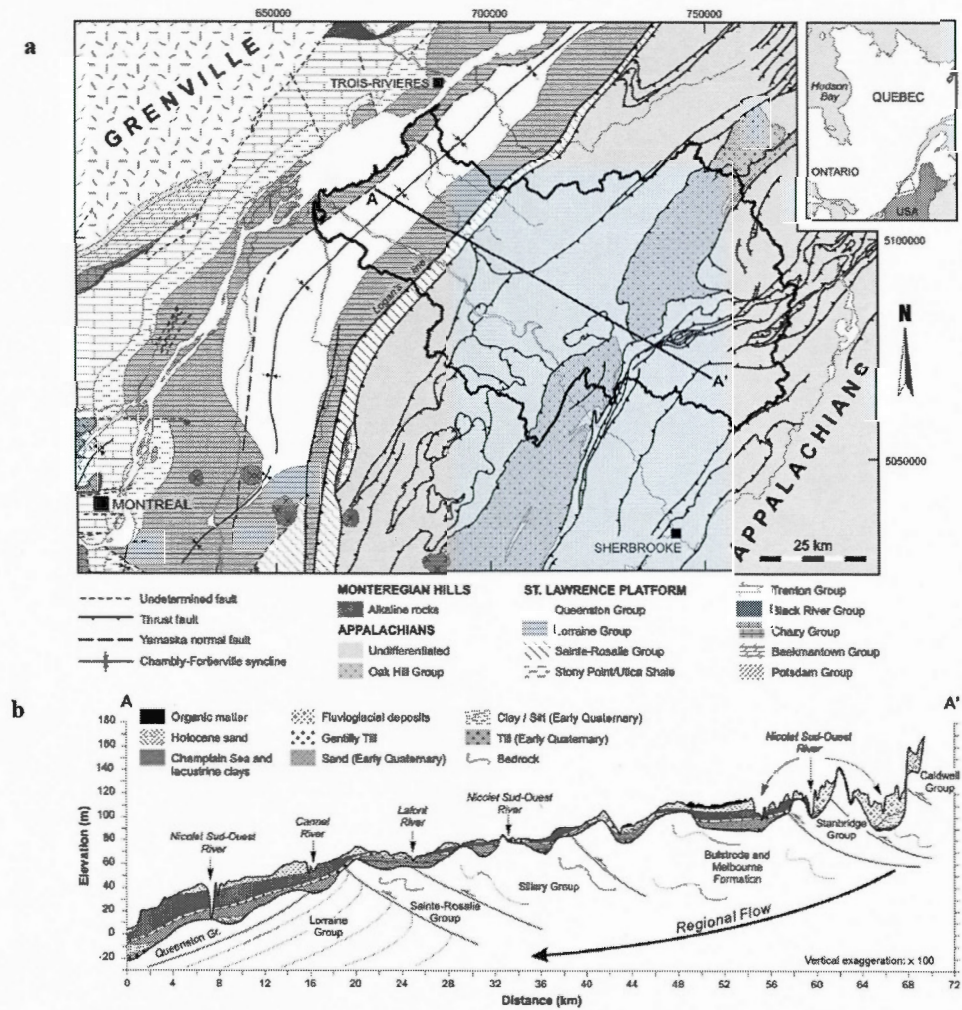 a
650000
700000
750000
GRENVILLE
TROIS-RIVIERES
Hudson
Bay
QUEBEC
ONTARIO
USA
A
Logan's line
5100000
N
A'
MONTREAL
5050000
SHERBROOKE
APPALACHIANS
25 km
Undetermined fault
Thrust fault
Yamaska normal fault
Chambly-Fortierville syncline
MONTEREGIAN HILLS
Alkaline rocks
APPALACHIANS
Undifferentiated
Oak Hill Group
ST. LAWRENCE PLATFORM
Queenston Group
Lorraine Group
Sainte-Rosalie Group
Stony Point/Utica Shale
Trenton Group
Black River Group
Chazy Group
Beekmantown Group
Potsdam Group
b
A
A'
Organic matter
Holocene sand
Champlain Sea and
lacustrine clays
Fluvioglacial deposits
Gentilly Till
Sand (Early Quaternary)
Clay / Silt (Early Quaternary)
Till (Early Quaternary)
Bedrock
Nicolet Sud-Ouest
River
Caldwell
Group
Stanbridge
Group
Nicolet Sud-Ouest
River
Lafont
River
Cannel
River
Nicolet Sud-Ouest
River
Bulstrode and
Melbourne
Formation
Sillery Group
Sainte-Rosalie
Group
Lorraine
Group
Queenston Gr.
Regional Flow
Vertical exaggeration: x 100
Elevation (m)
180
160
140
120
100
80
60
40
20
0
-20
0 4 8 12 16 20 24 28 32 36 40 44 48 52 56 60 64 68 72
Distance (km)